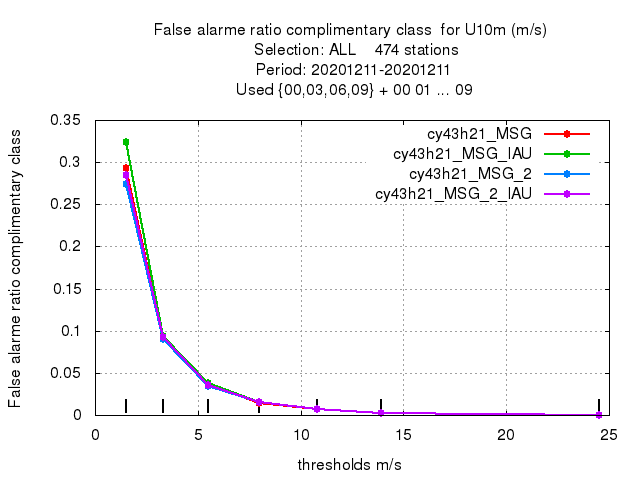 False alarme ratio complimentary class  for U10m (m/s)
Selection: ALL    474 stations
Period: 20201211-20201211
Used {00,03,06,09} + 00 01 ... 09
False alarme ratio complimentary class
0.35
0.3
0.25
0.2
0.15
0.1
0.05
0
cy43h21_MSG
cy43h21_MSG_IAU
cy43h21_MSG_2
cy43h21_MSG_2_IAU
0 5 10 15 20 25
thresholds m/s